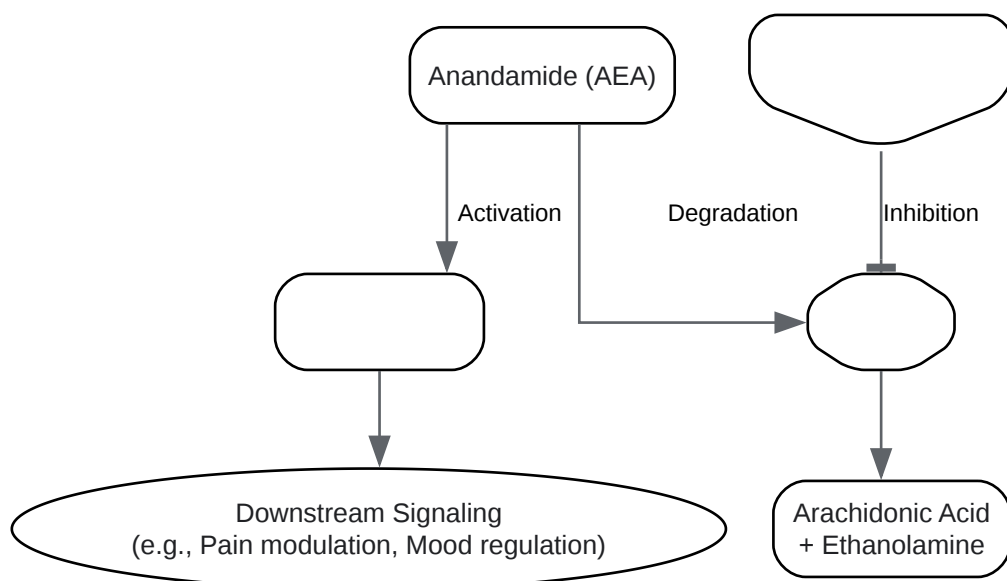 Anandamide (AEA)
Activation
Degradation
Inhibition
Downstream Signaling
(e.g., Pain modulation, Mood regulation)
Arachidonic Acid
+ Ethanolamine